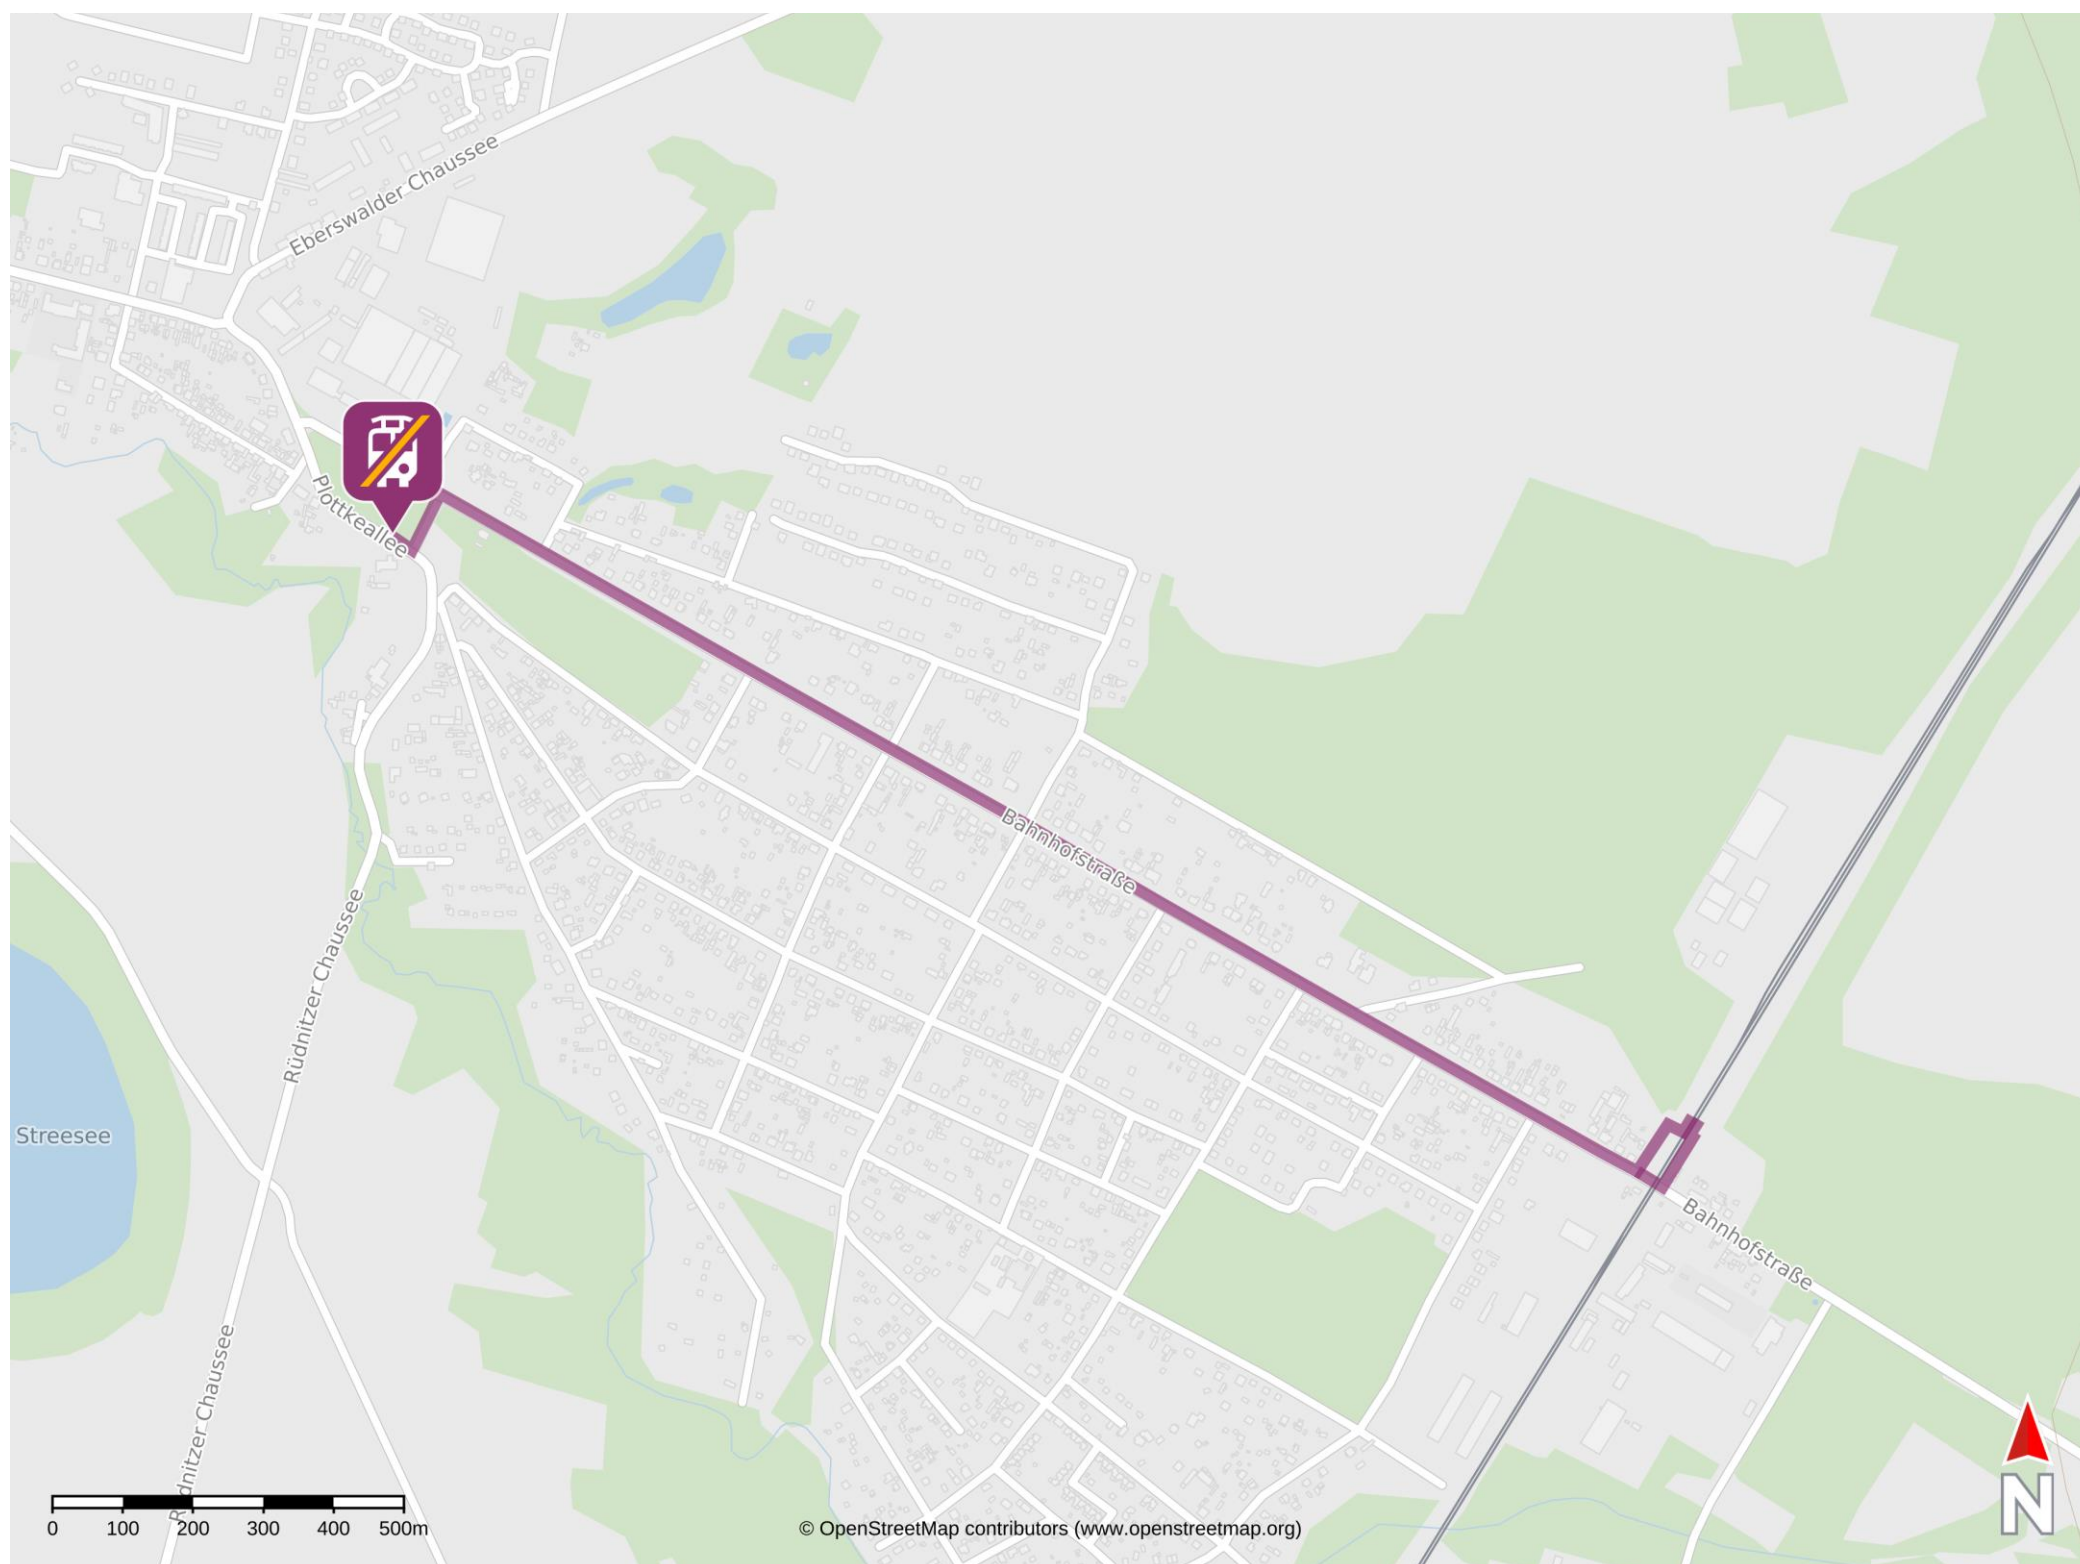 Eberswalder Chaussee
Plottkeallee
Bahnhofstraße
Rüdnitzer Chaussee
Streesee
Bahnhofstraße
Rüdnitzer Chaussee
0 100 200 300 400 500m
© OpenStreetMap contributors (www.openstreetmap.org)
N